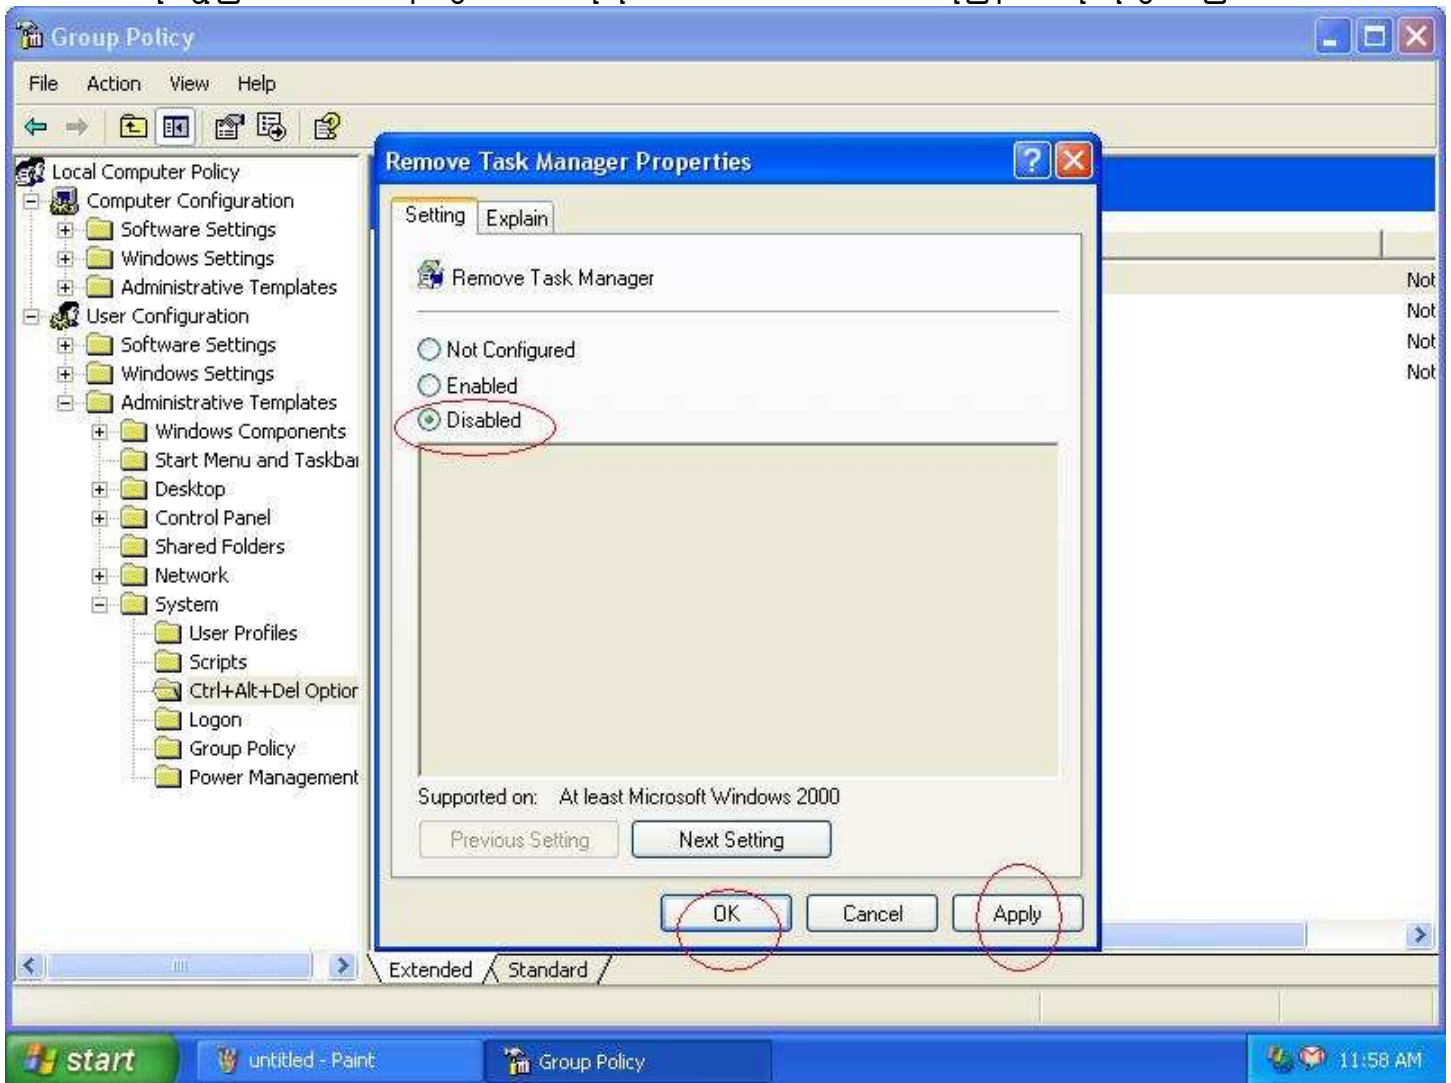 Group Policy
File Action View Help
Local Computer Policy
Computer Configuration
Software Settings
Windows Settings
Administrative Templates
User Configuration
Software Settings
Windows Settings
Administrative Templates
Windows Components
Start Menu and Taskbar
Desktop
Control Panel
Shared Folders
Network
System
User Profiles
Scripts
Ctrl+Alt+Del Option
Logon
Group Policy
Power Management
Remove Task Manager Properties
Setting Explain
Remove Task Manager
Not Configured
Enabled
Disabled
Supported on: At least Microsoft Windows 2000
Previous Setting Next Setting
OK Cancel Apply
Not
Not
Not
Not
Extended Standard
start untitled - Paint Group Policy 11:58 AM